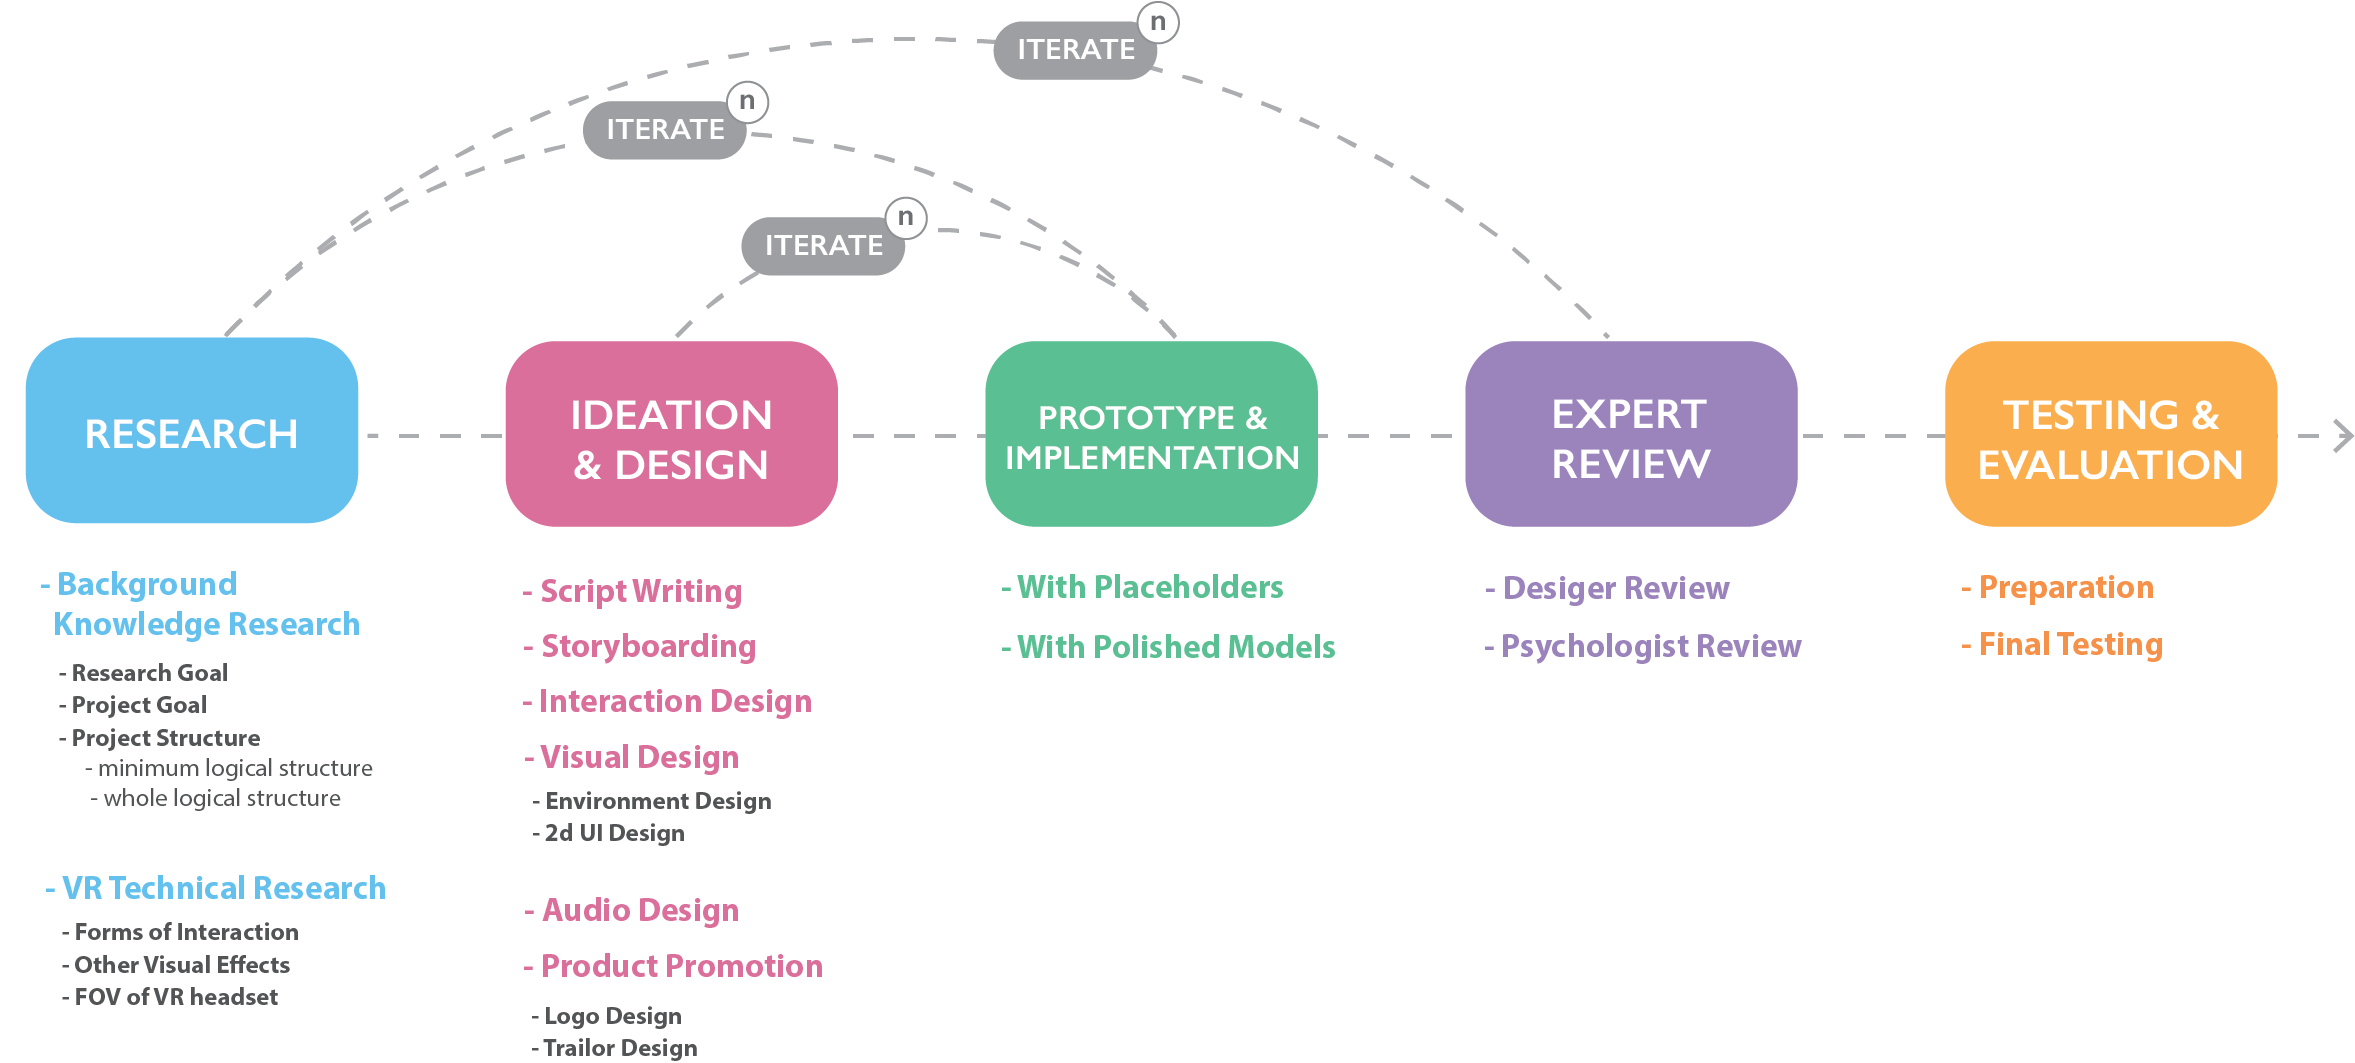 n
ITERATE
n
ITERATE
n
ITERATE
RESEARCH
IDEATION
& DESIGN
PROTOTYPE &
IMPLEMENTATION
EXPERT
REVIEW
TESTING &
EVALUATION
- Background
Knowledge Research
- Research Goal
- Project Goal
- Project Structure
- minimum logical structure
- whole logical structure
- VR Technical Research
- Forms of Interaction
- Other Visual Effects
- FOV of VR headset
- Script Writing
- Storyboarding
- Interaction Design
- Visual Design
- Environment Design
- 2d UI Design
- Audio Design
- Product Promotion
- Logo Design
- Trailor Design
- With Placeholders
- With Polished Models
- Desiger Review
- Psychologist Review
- Preparation
- Final Testing